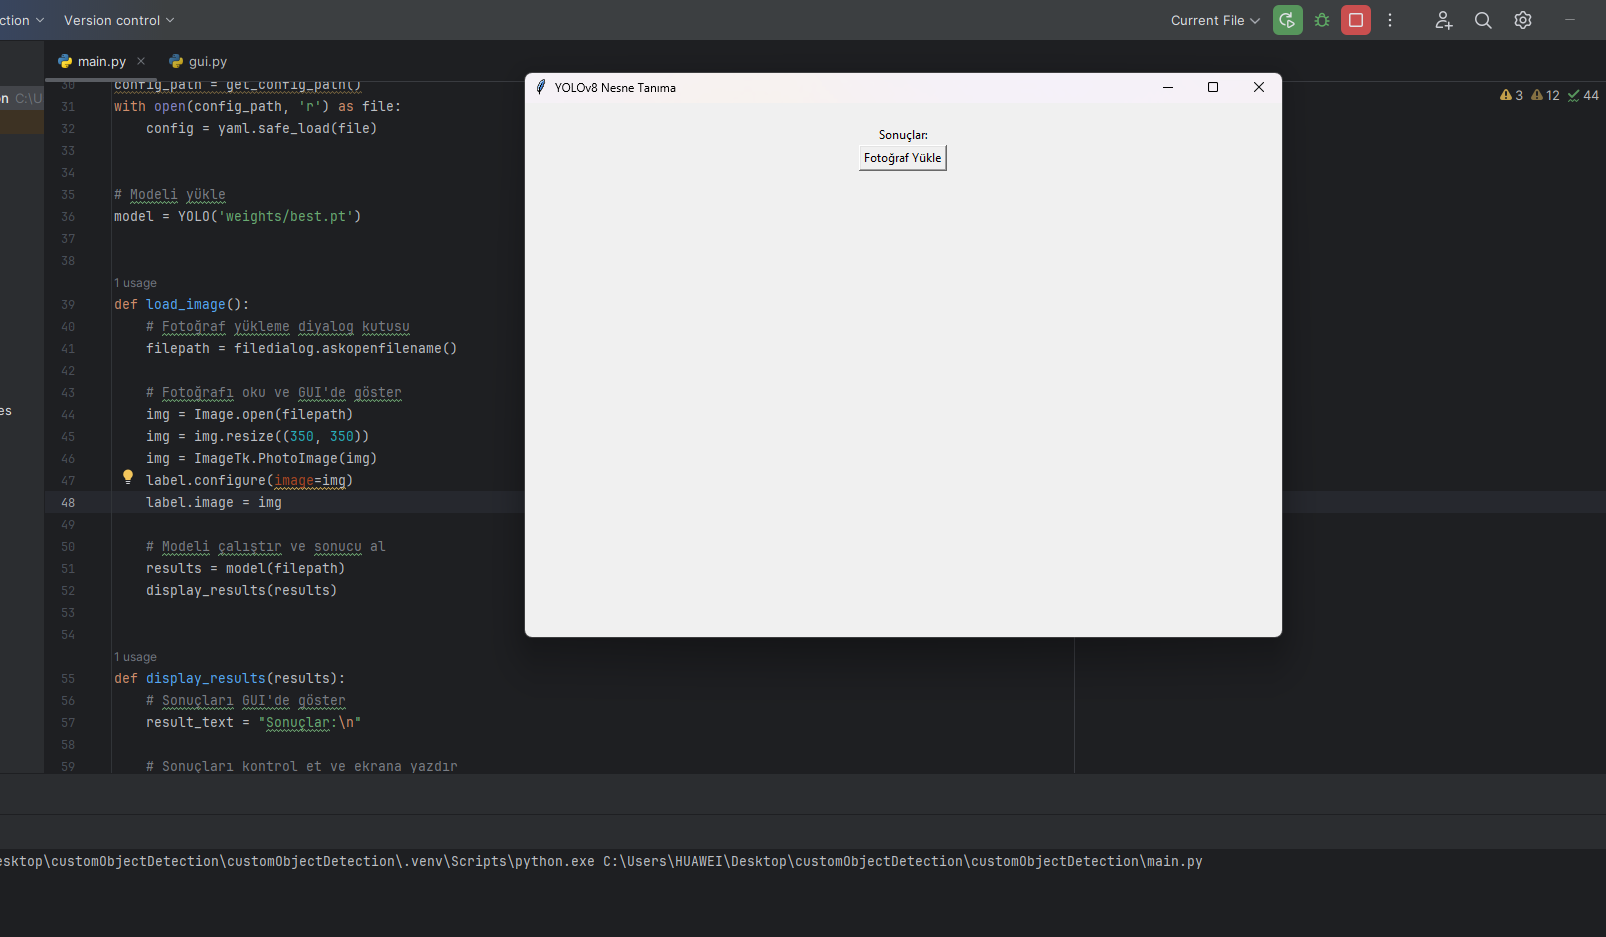 ction Version control Current File
main.py gui.py
n C:\U
3 12 44
30 config_path = get_config_path()
31 with open(config_path, 'r') as file:
32 config = yaml.safe_load(file)
33
34
35 # Modeli yükle
36 model = YOLO('weights/best.pt')
37
38
1 usage
39 def load_image():
40 # Fotoğraf yükleme diyalog kutusu
41 filepath = filedialog.askopenfilename()
42
43 # Fotoğrafı oku ve GUI'de göster
es
44 img = Image.open(filepath)
45 img = img.resize((350, 350))
46 img = ImageTk.PhotoImage(img)
47 label.configure(image=img)
48 label.image = img
49
50 # Modeli çalıştır ve sonucu al
51 results = model(filepath)
52 display_results(results)
53
54
1 usage
55 def display_results(results):
56 # Sonuçları GUI'de göster
57 result_text = "Sonuçlar:\n"
58
59 # Sonuçları kontrol et ve ekrana yazdır
YOLOv8 Nesne Tanıma
Sonuçlar:
Fotoğraf Yükle
esktop\customObjectDetection\customObjectDetection\.venv\Scripts\python.exe C:\Users\HUAWEI\Desktop\customObjectDetection\customObjectDetection\main.py